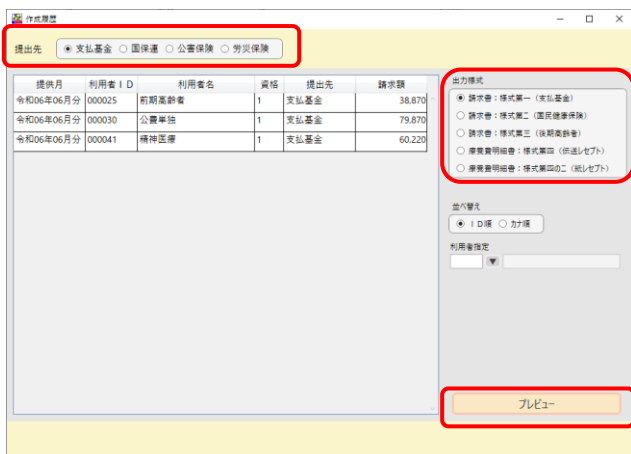 作成履歴
提出先 支払基金 国保連 公害保険 労災保険
提供月 利用者ID 利用者名 資格 提出先 請求額
令和06年06月分 000025 前期高齢者 1 支払基金 38,870
令和06年06月分 000030 公費単独 1 支払基金 79,870
令和06年06月分 000041 精神医療 1 支払基金 60,220
出力様式
請求書：様式第一（支払基金）
請求書：様式第二（国民健康保険）
請求書：様式第三（後期高齢者）
療養費明細書：様式第四（伝送レセプト）
療養費明細書：様式第四の二（紙レセプト）
並べ替え
ID順 カナ順
利用者指定
プレビュー